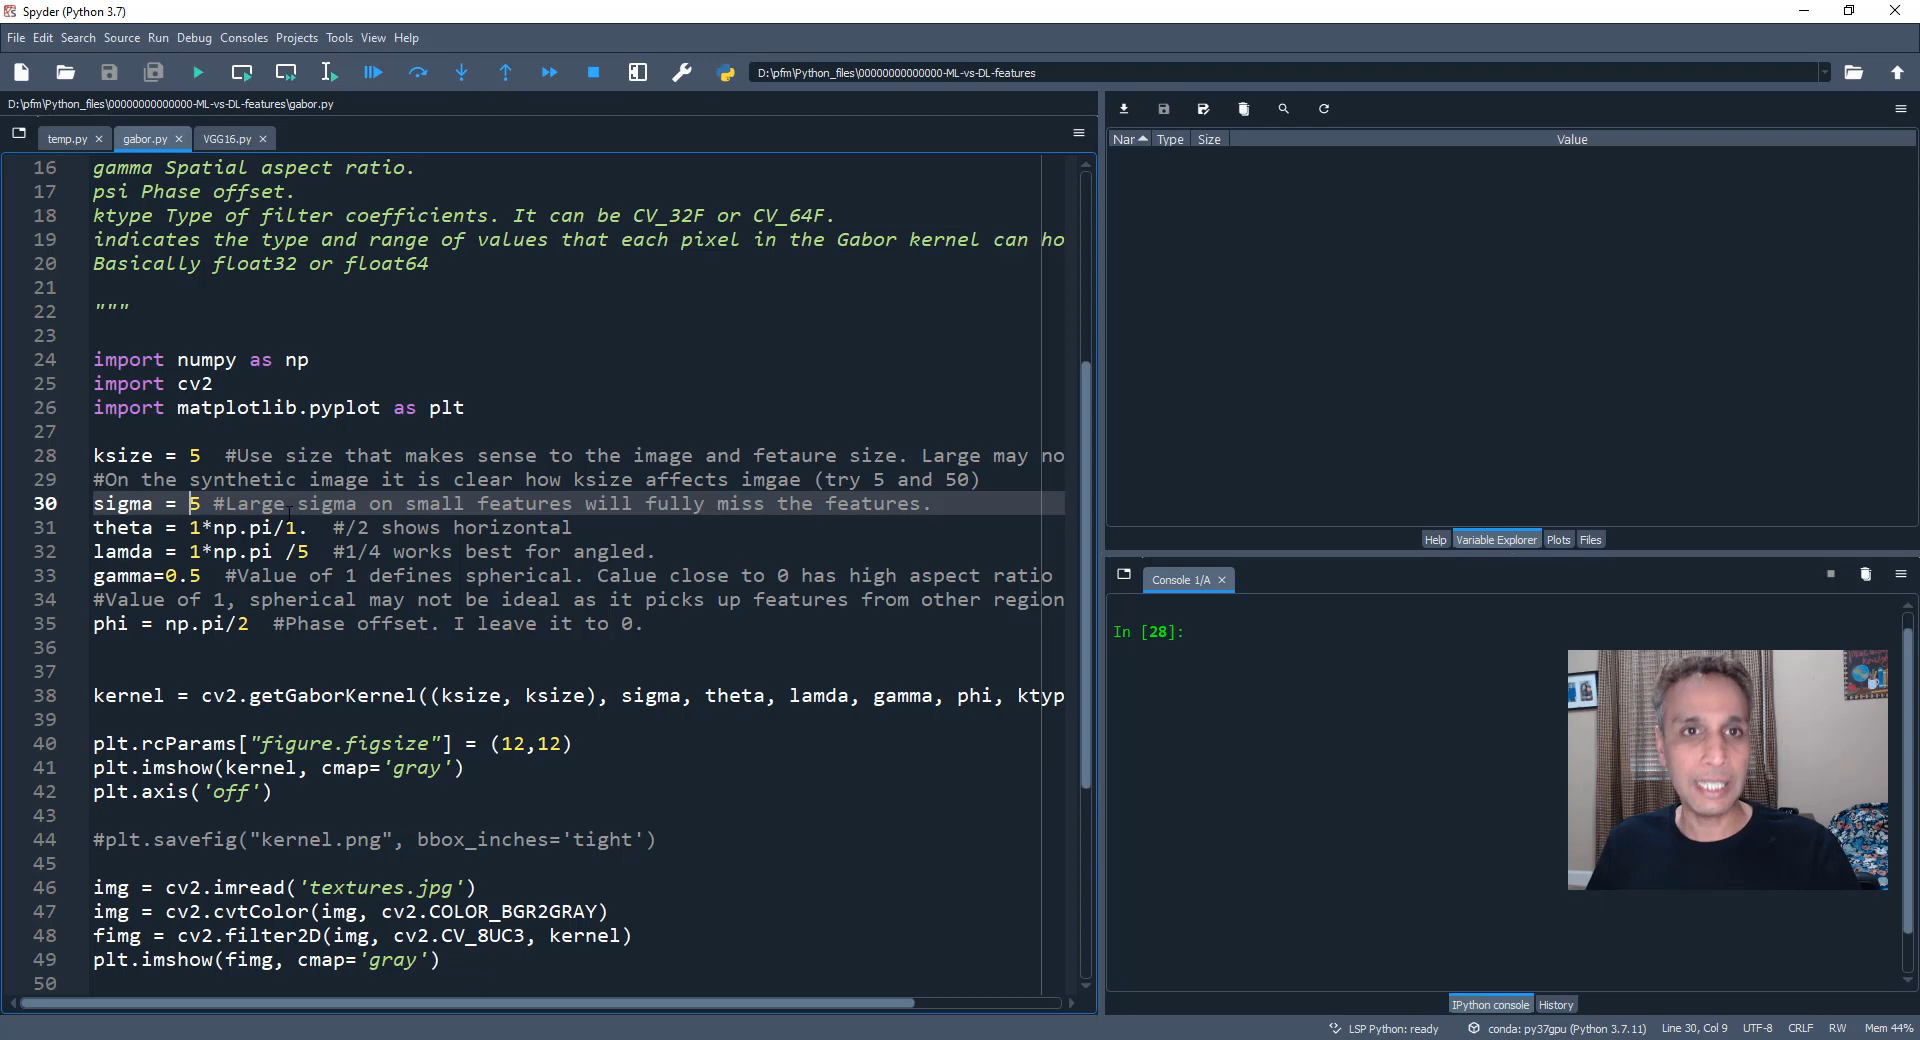 Spyder (Python 3.7)
File Edit Search Source Run Debug Consoles Projects Tools View Help
D:\pfm\Python_files\00000000000000-ML-vs-DL-features
D:\pfm\Python_files\00000000000000-ML-vs-DL-features\gabor.py
temp.py gabor.py VGG16.py
16 gamma Spatial aspect ratio.
17 psi Phase offset.
18 ktype Type of filter coefficients. It can be CV_32F or CV_64F.
19 indicates the type and range of values that each pixel in the Gabor kernel can ho
20 Basically float32 or float64
21
22 """
23
24 import numpy as np
25 import cv2
26 import matplotlib.pyplot as plt
27
28 ksize = 5  #Use size that makes sense to the image and fetaure size. Large may no
29 #On the synthetic image it is clear how ksize affects imgae (try 5 and 50)
30 sigma = 5 #Large sigma on small features will fully miss the features.
31 theta = 1*np.pi/1.  #/2 shows horizontal
32 lamda = 1*np.pi /5  #1/4 works best for angled.
33 gamma=0.5  #Value of 1 defines spherical. Calue close to 0 has high aspect ratio
34 #Value of 1, spherical may not be ideal as it picks up features from other region
35 phi = np.pi/2  #Phase offset. I leave it to 0.
36
37
38 kernel = cv2.getGaborKernel((ksize, ksize), sigma, theta, lamda, gamma, phi, ktyp
39
40 plt.rcParams["figure.figsize"] = (12,12)
41 plt.imshow(kernel, cmap='gray')
42 plt.axis('off')
43
44 #plt.savefig("kernel.png", bbox_inches='tight')
45
46 img = cv2.imread('textures.jpg')
47 img = cv2.cvtColor(img, cv2.COLOR_BGR2GRAY)
48 fimg = cv2.filter2D(img, cv2.CV_8UC3, kernel)
49 plt.imshow(fimg, cmap='gray')
50
Nar Type Size Value
Help Variable Explorer Plots Files
Console 1/A
In [28]:
IPython console History
LSP Python: ready conda: py37gpu (Python 3.7.11) Line 30, Col 9 UTF-8 CRLF RW Mem 44%